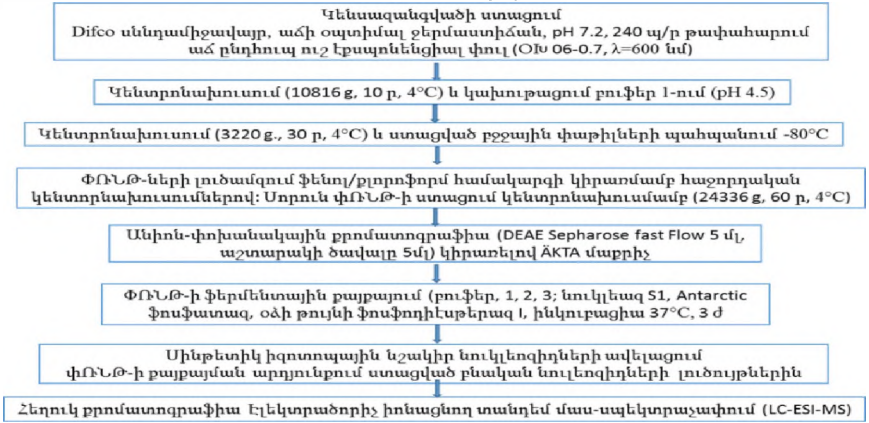 Կենսազանգվածի ստացում
Difco սննդամիջավայր, աճի օպտիմալ ջերմաստիճան, pH 7.2, 240 պ/ր թափահարում
աճ ընդհուպ ուշ էքսպոնենցիալ փուլ (ՕԽ 06-0.7, λ=600 նմ)
Կենտրոնախուսում (10816 g, 10 ր, 4°C) և կախութացում բուֆեր 1-ում (pH 4.5)
Կենտրոնախուսում (3220 g., 30 ր, 4°C) և ստացված բջջային փաթիլների պահպանում -80°C
ՓՌՆԹ-ների լուծամզում ֆենոլ/քլորոֆորմ համակարգի կիրառմամբ հաջորդական
կենտորնախուսումներով: Սորուն փՌՆԹ-ի ստացում կենտրոնախուսմամբ (24336 g, 60 ր, 4°C)
Անիոն-փոխանակային քրոմատոգրաֆիա (DEAE Sepharose fast Flow 5 մլ,
աշտարակի ծավալը 5մլ) կիրառելով ÄKTA մաքրիչ
ՓՌՆԹ-ի ֆերմենտային քայքայում (բուֆեր, 1, 2, 3; նուկլեազ S1, Antarctic
ֆոսֆատազ, օձի թույնի ֆոսֆոդիէսթերազ I, ինկուբացիա 37°C, 3 ժ
Սինթետիկ իզոտոպային նշակիր նուկլեոզիդների ավելացում
փՌՆԹ-ի քայքայման արդյունքում ստացված բնական նուլեոզիդների լուծույթներին
Հեղուկ քրոմատոգրաֆիա Էլեկտրածորիչ իոնացնող տանդեմ մաս-սպեկտրաչափում (LC-ESI-MS)